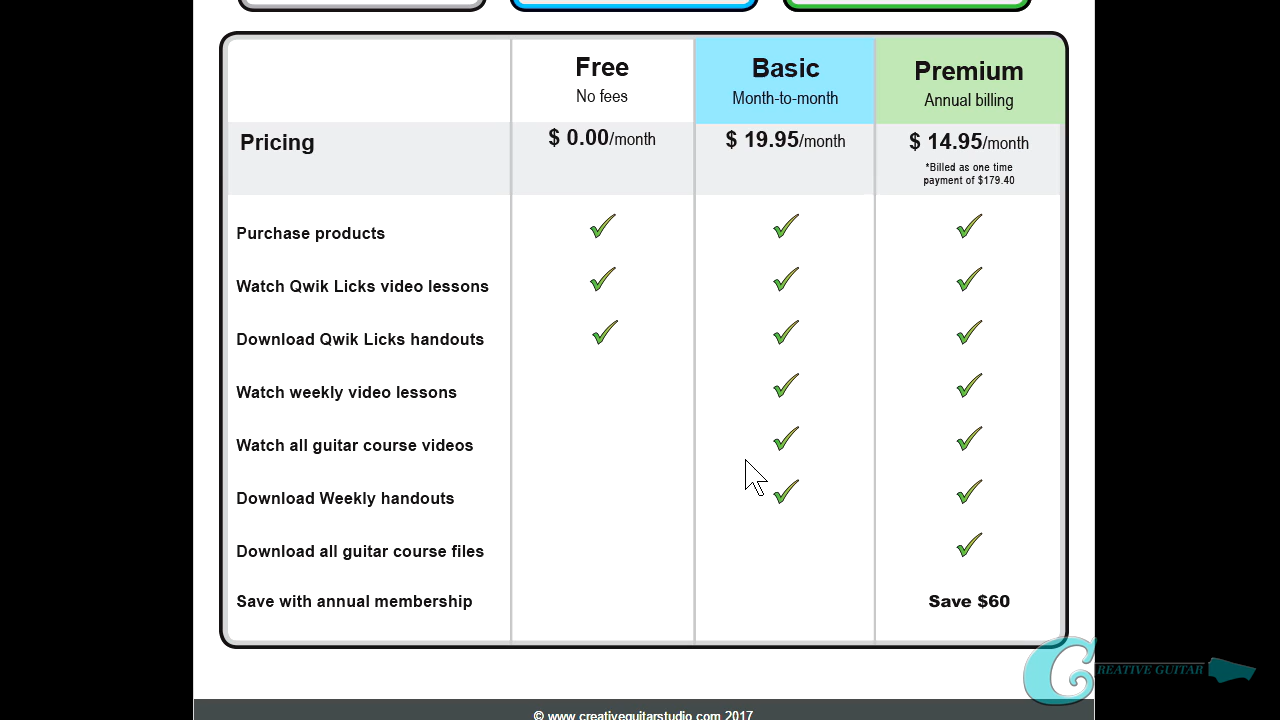 Free
No fees
Basic
Month-to-month
Premium
Annual billing
Pricing
$ 0.00/month
$ 19.95/month
$ 14.95/month
*Billed as one time
payment of $179.40
Purchase products
Watch Qwik Licks video lessons
Download Qwik Licks handouts
Watch weekly video lessons
Watch all guitar course videos
Download Weekly handouts
Download all guitar course files
Save with annual membership
Save $60
CREATIVE GUITAR
© www.creativeguitarstudio.com 2017